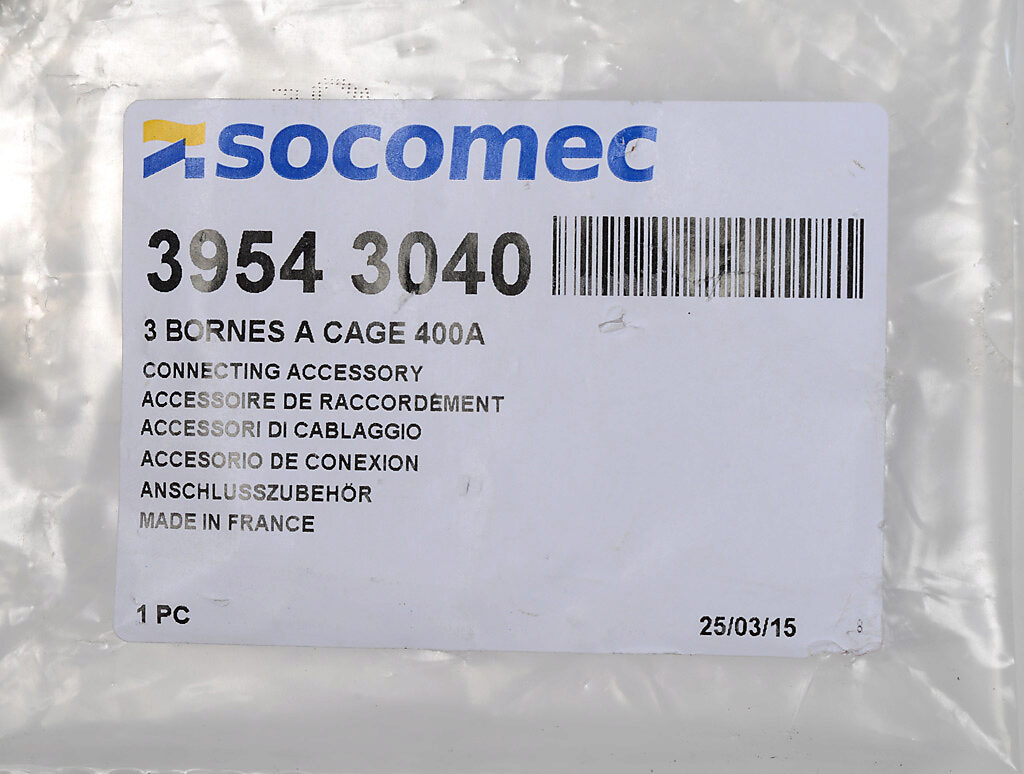 socomec
3954 3040
3 BORNES A CAGE 400A
CONNECTING ACCESSORY
ACCESSOIRE DE RACCORDEMENT
ACCESSORI DI CABLAGGIO
ACCESORIO DE CONEXION
ANSCHLUSSZUBEHÖR
MADE IN FRANCE
1 PC
25/03/15
8